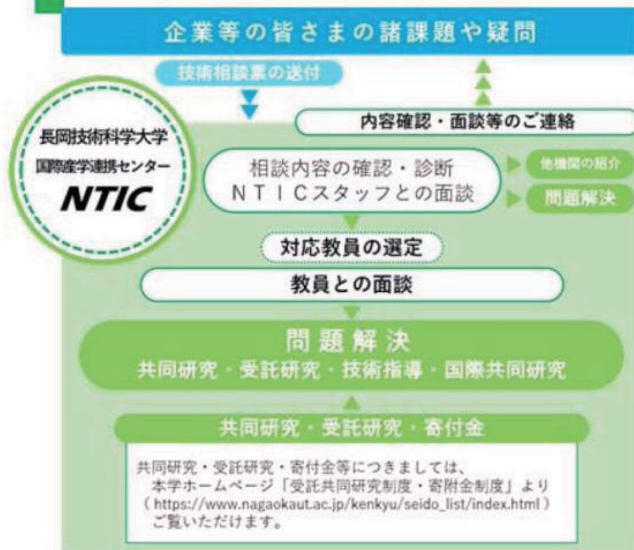 企業等の皆さまの諸課題や疑問
技術相談票の送付
内容確認・面談等のご連絡
長岡技術科学大学
国際産学連携センター
NTIC
相談内容の確認・診断
NTICスタッフとの面談
他機関の紹介
問題解決
対応教員の選定
教員との面談
問題解決
共同研究・受託研究・技術指導・国際共同研究
共同研究・受託研究・寄付金
共同研究・受託研究・寄付金等につきましては、
本学ホームページ「受託共同研究制度・寄附金制度」より
(https://www.nagaokaut.ac.jp/kenkyu/seido_list/index.html)
ご覧いただけます。